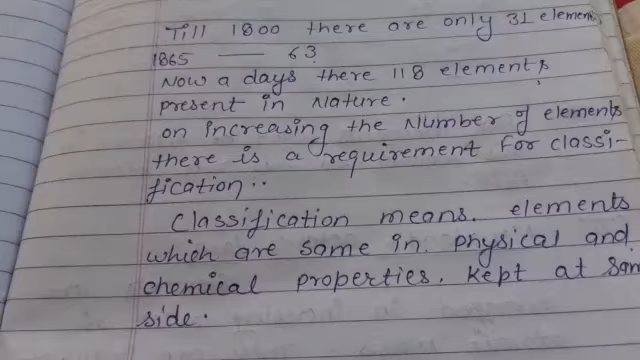 Till 1800 there are only 31 element
1865 — 63
Now a days there 118 elements
present in Nature.
on increasing the Number of elements
there is a requirement for classi-
fication..
Classification means. elements
which are same in. physical and
chemical properties. kept at sam
side.